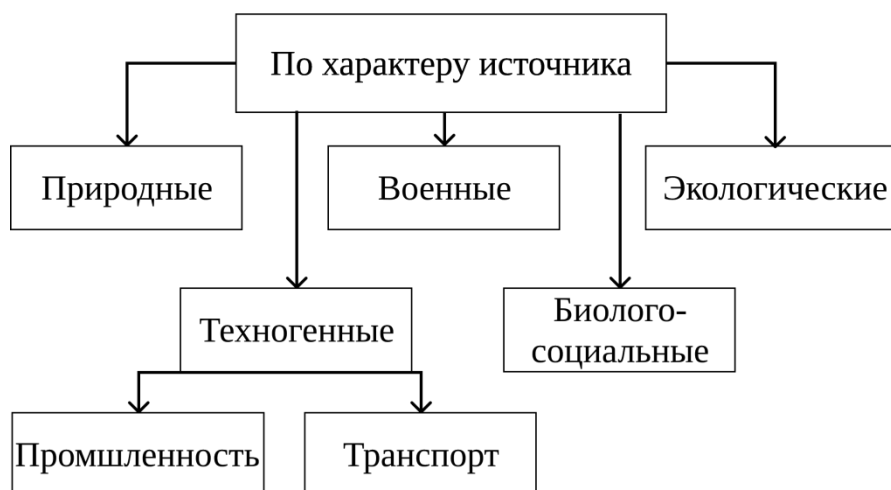 По характеру источника
Природные
Военные
Экологические
Техногенные
Биолого-
социальные
Промшленность
Транспорт